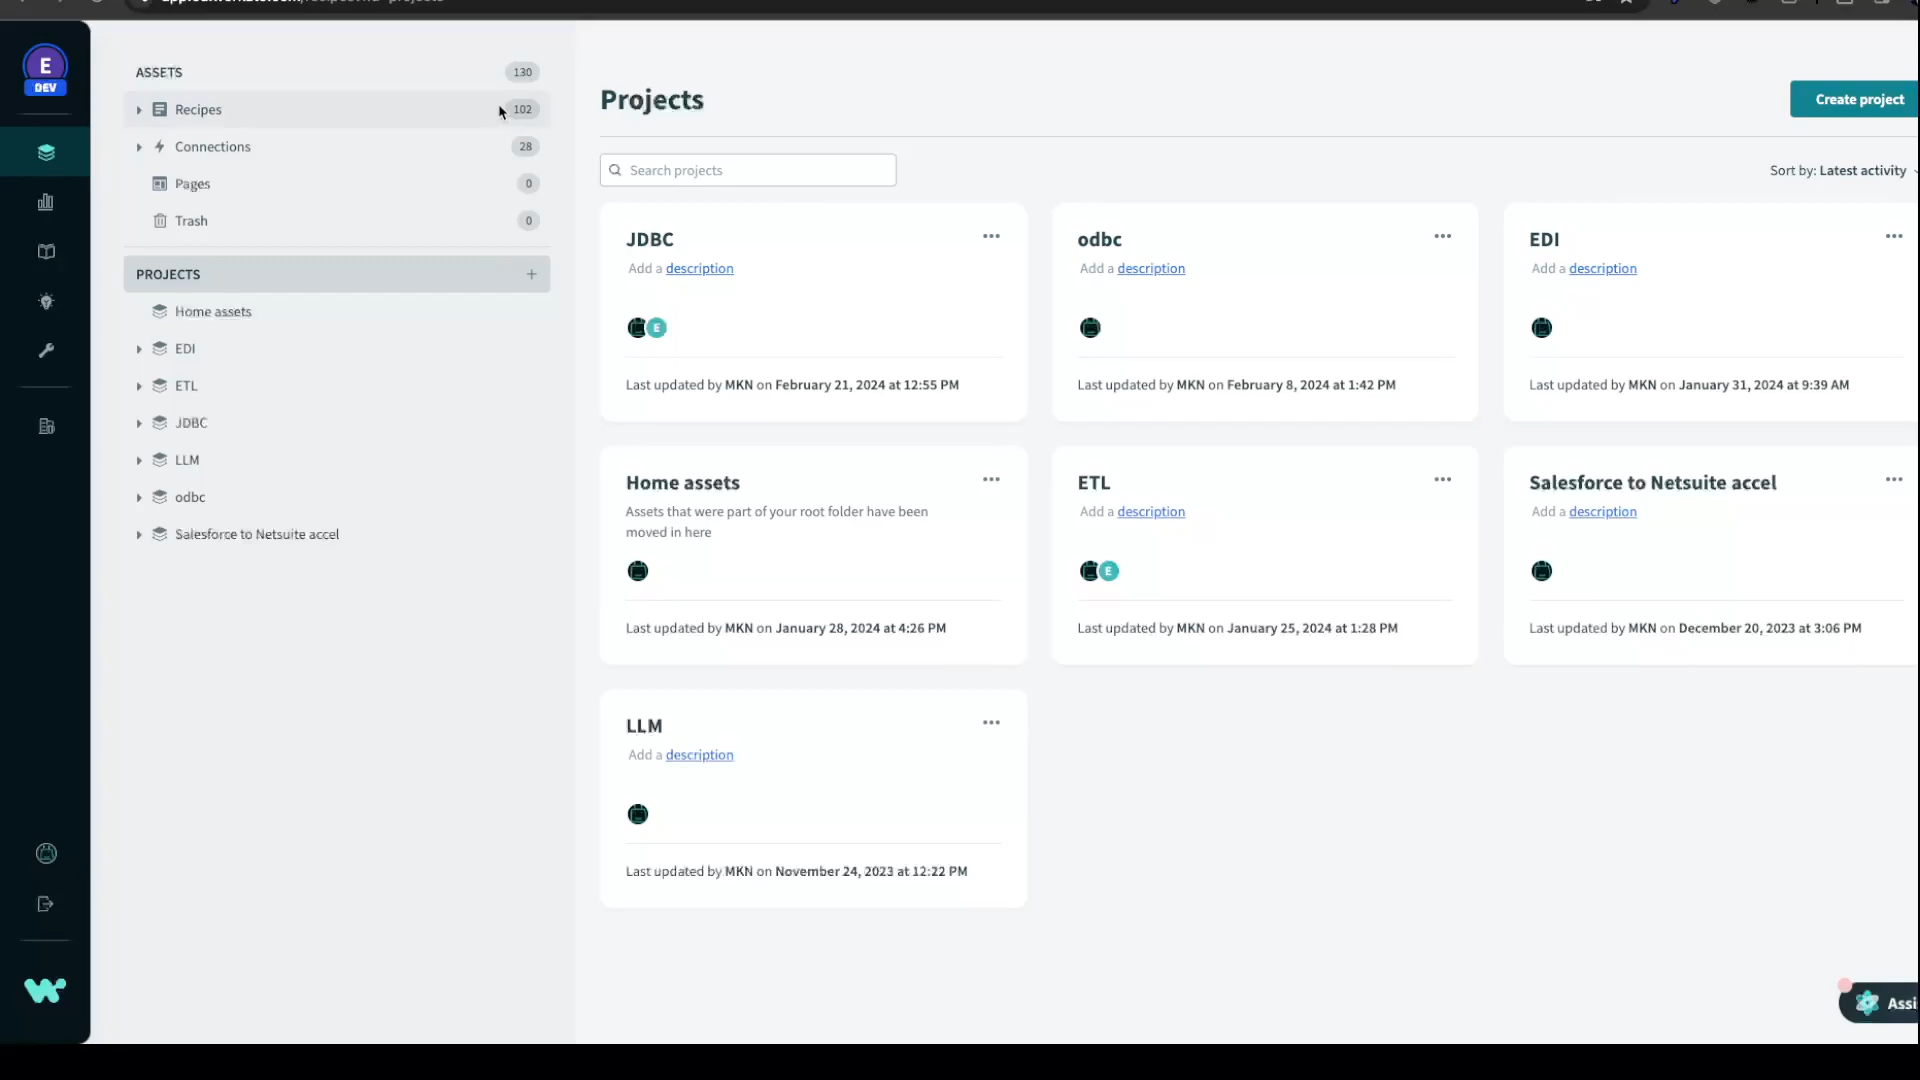 E
DEV
ASSETS 130
Recipes 102
Connections 28
Pages 0
Trash 0
PROJECTS +
Home assets
EDI
ETL
JDBC
LLM
odbc
Salesforce to Netsuite accel
Projects
Create project
Search projects
Sort by: Latest activity
JDBC
Add a description
E
Last updated by MKN on February 21, 2024 at 12:55 PM
odbc
Add a description
Last updated by MKN on February 8, 2024 at 1:42 PM
EDI
Add a description
Last updated by MKN on January 31, 2024 at 9:39 AM
Home assets
Assets that were part of your root folder have been
moved in here
Last updated by MKN on January 28, 2024 at 4:26 PM
ETL
Add a description
E
Last updated by MKN on January 25, 2024 at 1:28 PM
Salesforce to Netsuite accel
Add a description
Last updated by MKN on December 20, 2023 at 3:06 PM
LLM
Add a description
Last updated by MKN on November 24, 2023 at 12:22 PM
Assi